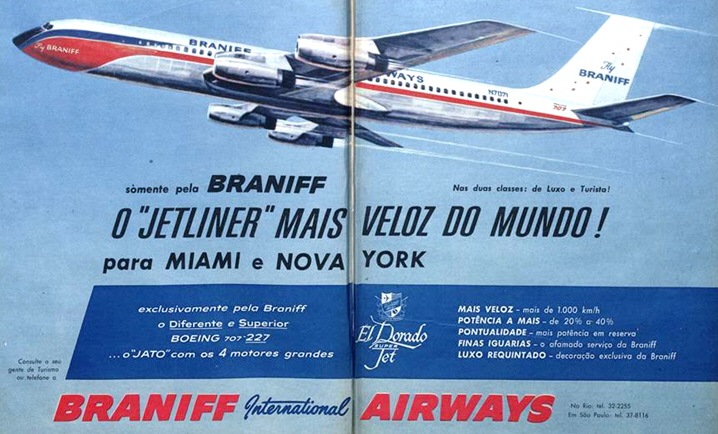 Fly BRANIFF
BRANIFF
AIRWAYS
N7071
707
Fly
BRANIFF
sòmente pela BRANIFF
Nas duas classes: de Luxo e Turista!
O "JETLINER" MAIS VELOZ DO MUNDO!
para MIAMI e NOVA YORK
exclusivamente pela Braniff
o Diferente e Superior
BOEING 707-227
...o "JATO" com os 4 motores grandes
El Dorado
SUPER
Jet
MAIS VELOZ - mais de 1.000 km/h
POTÊNCIA A MAIS - de 20% a 40%
PONTUALIDADE - mais potência em reserva
FINAS IGUARIAS - o afamado serviço da Braniff
LUXO REQUINTADO - decoração exclusiva da Braniff
Consulte o seu
agente de Turismo
ou telefone a
BRANIFF International AIRWAYS
No Rio: tel. 32-2255
Em São Paulo: tel. 37-8116